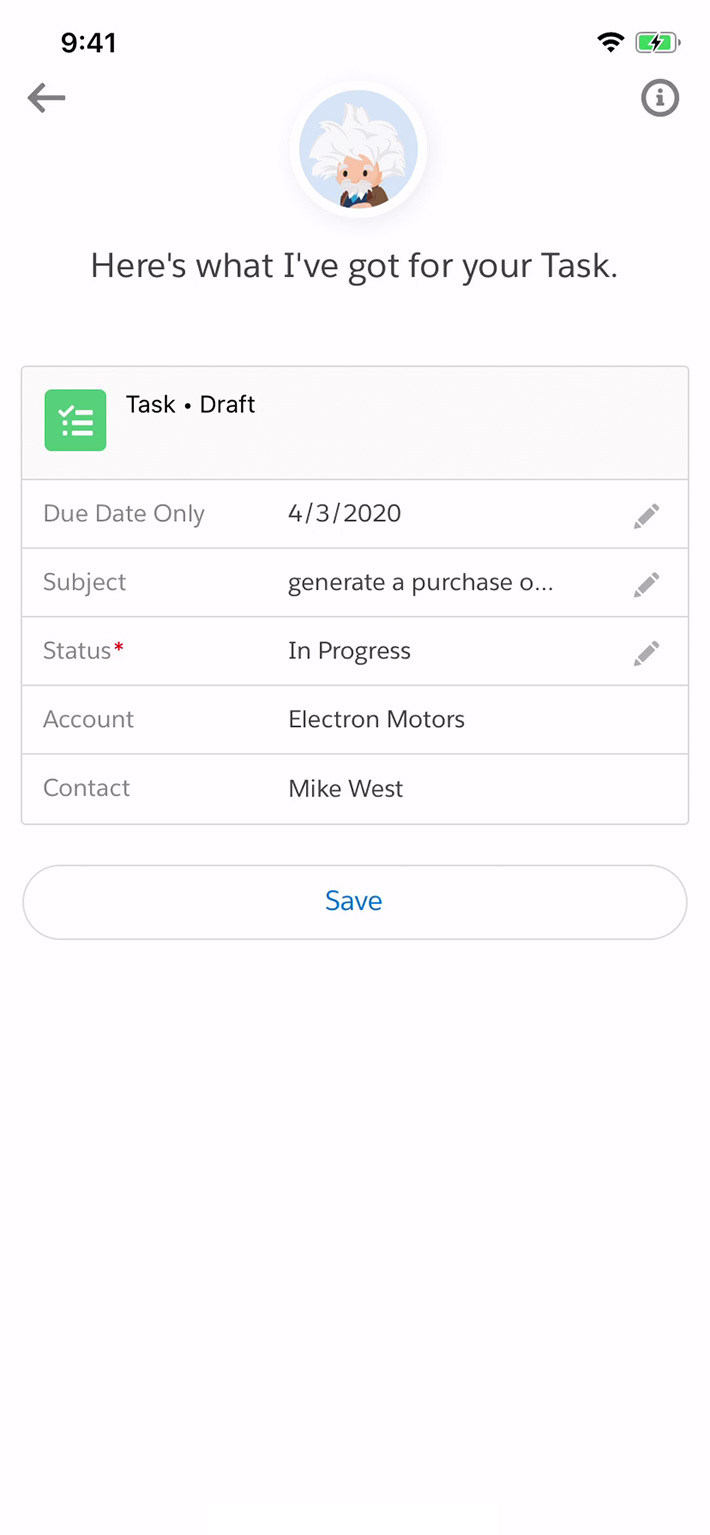 9:41
Here's what I've got for your Task.
Task • Draft
Due Date Only 4/3/2020
Subject generate a purchase o...
Status* In Progress
Account Electron Motors
Contact Mike West
Save